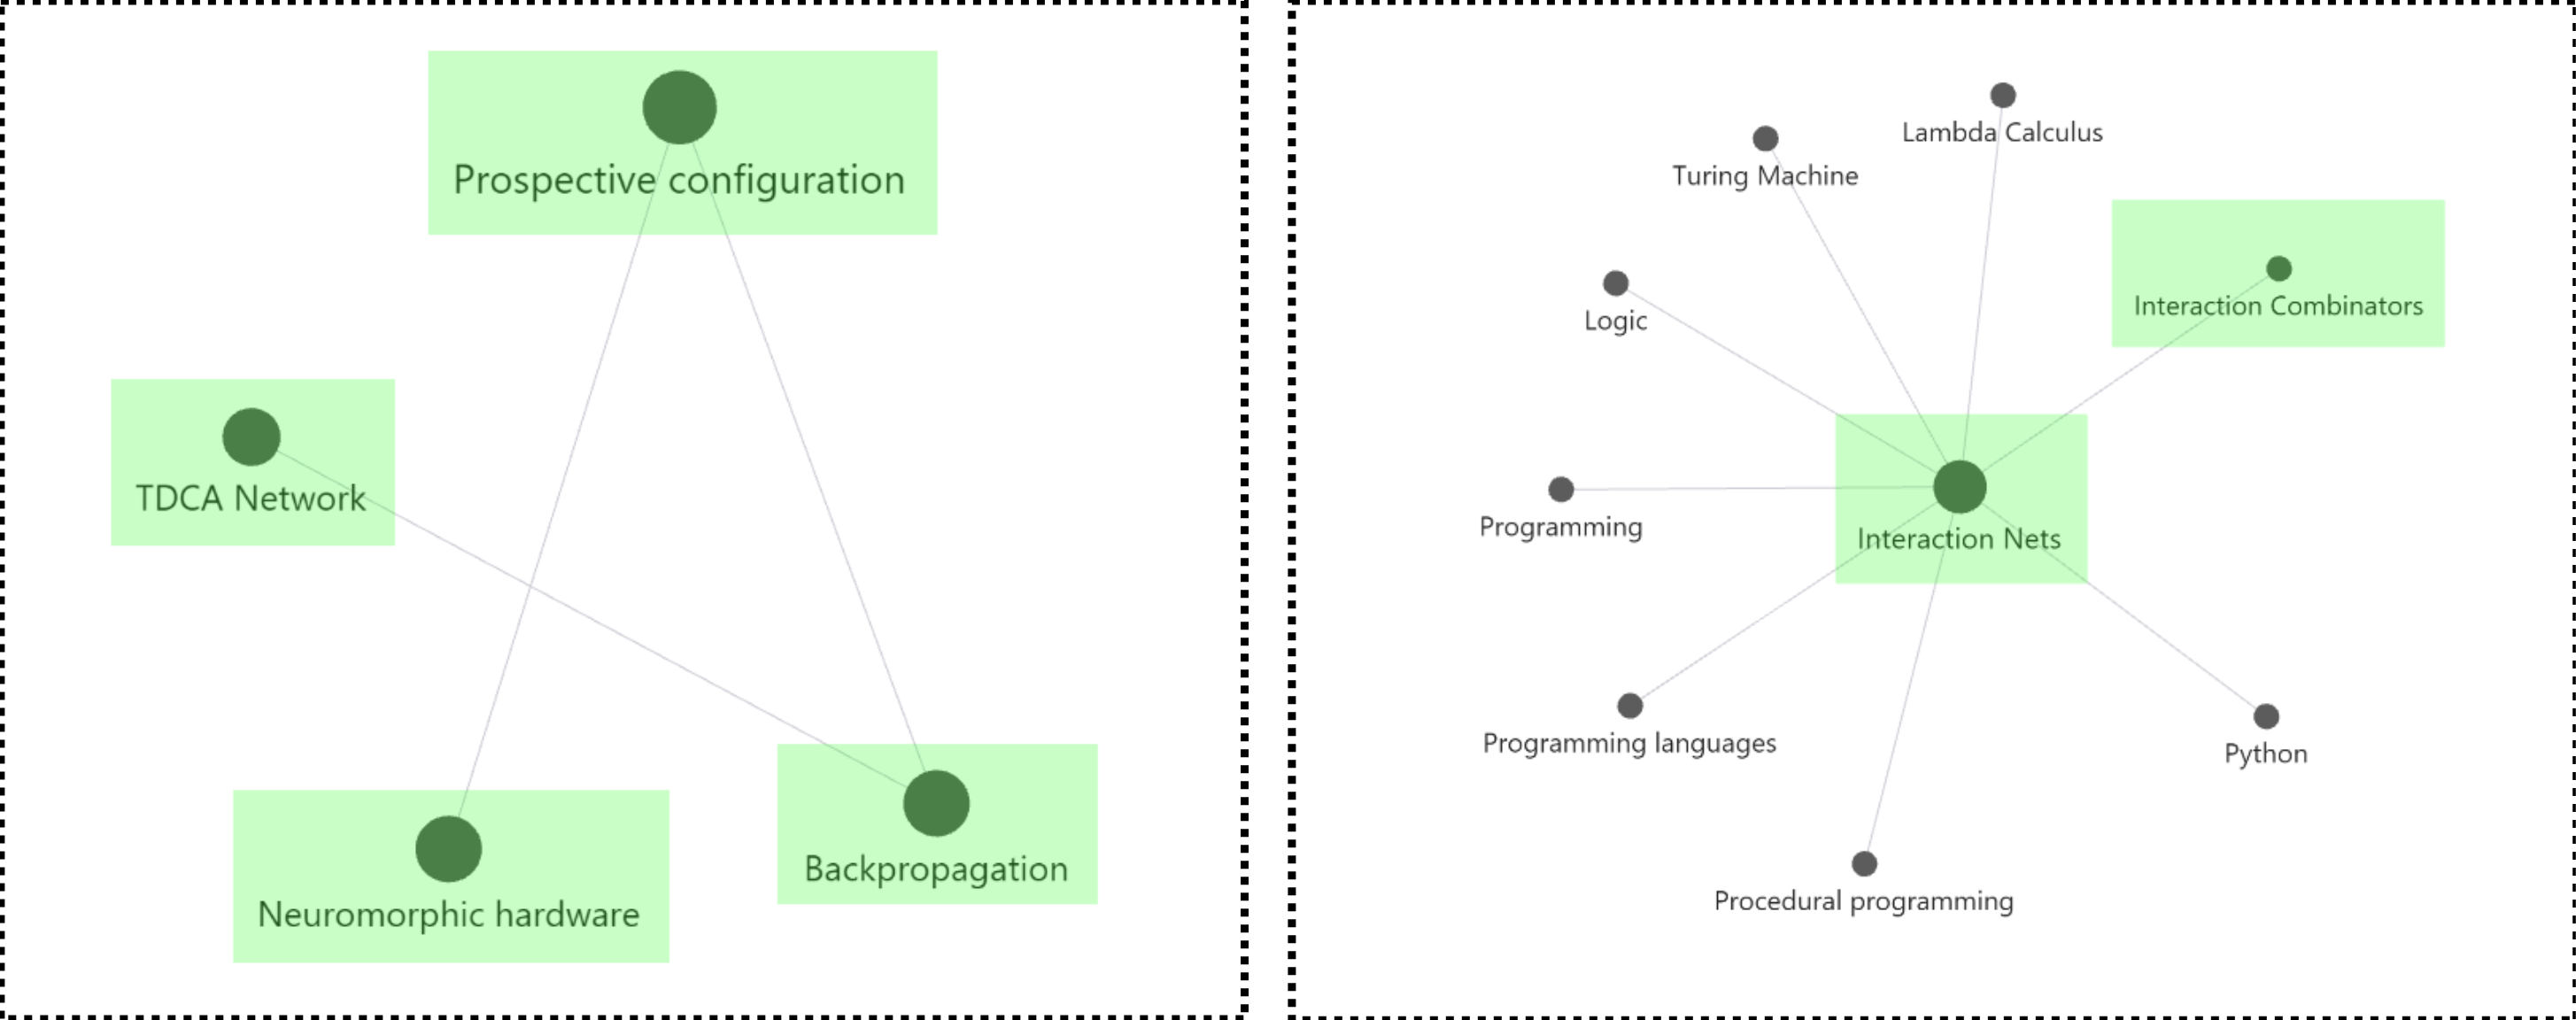 Prospective configuration
TDCA Network
Neuromorphic hardware
Backpropagation
Lambda Calculus
Turing Machine
Interaction Combinators
Logic
Programming
Interaction Nets
Programming languages
Python
Procedural programming